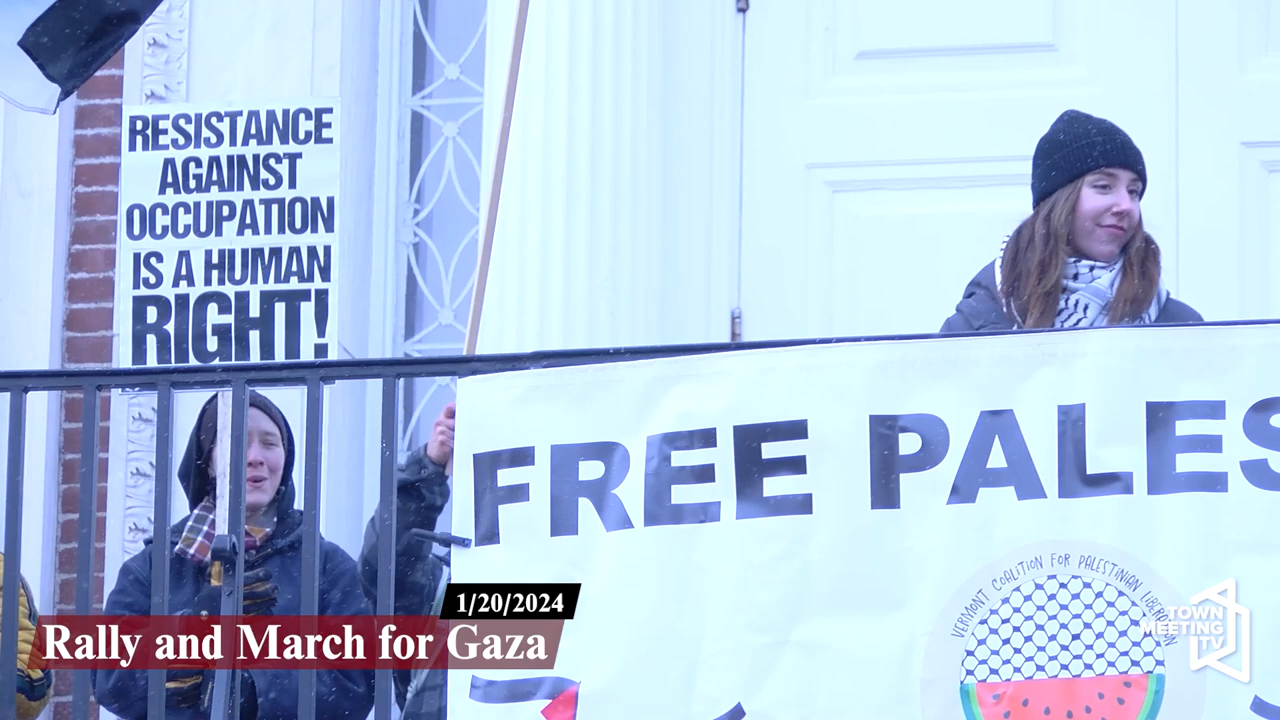 RESISTANCE
AGAINST
OCCUPATION
IS A HUMAN
RIGHT!
FREE PALES
VERMONT COALITION FOR PALESTINIAN LIBERATION
1/20/2024
Rally and March for Gaza
TOWN
MEETING
TV